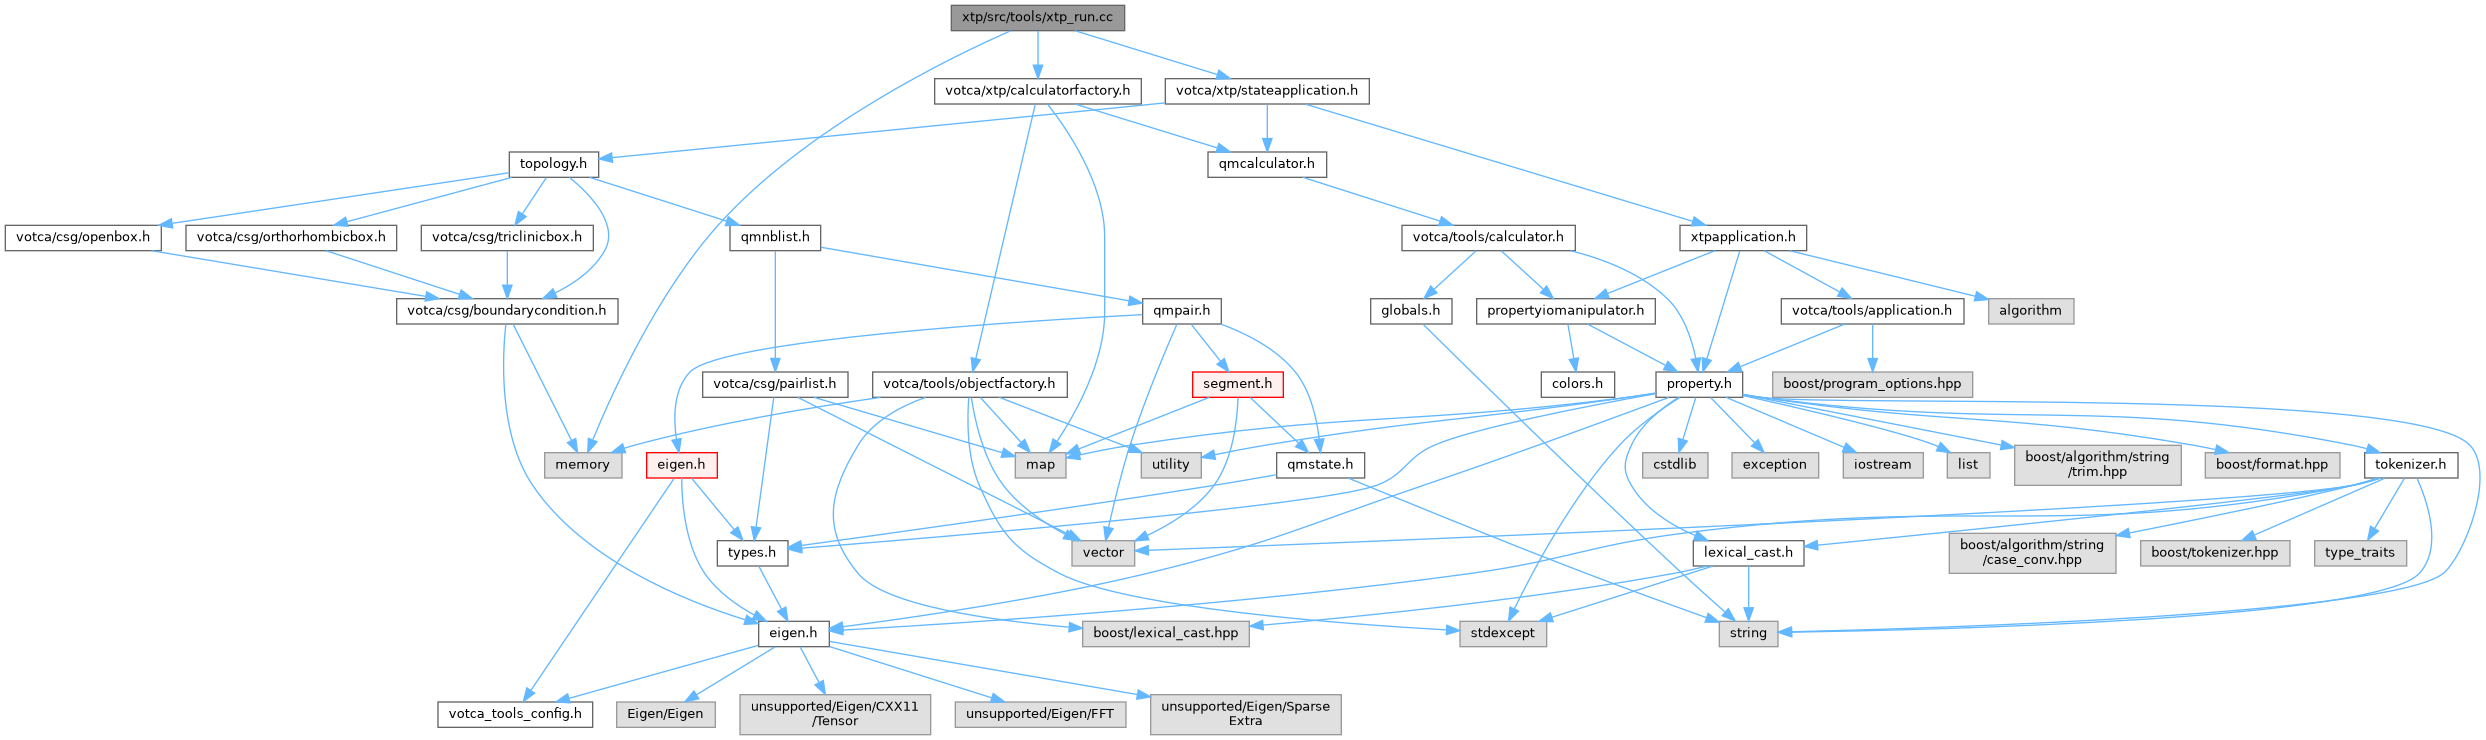 xtp/src/tools/xtp_run.cc
votca/xtp/calculatorfactory.h
votca/xtp/stateapplication.h
topology.h
qmcalculator.h
votca/csg/openbox.h
votca/csg/orthorhombicbox.h
votca/csg/triclinicbox.h
qmnblist.h
votca/tools/calculator.h
xtpapplication.h
votca/csg/boundarycondition.h
qmpair.h
globals.h
propertyiomanipulator.h
votca/tools/application.h
algorithm
votca/csg/pairlist.h
votca/tools/objectfactory.h
segment.h
colors.h
property.h
boost/program_options.hpp
memory
eigen.h
map
utility
qmstate.h
cstdlib
exception
iostream
list
boost/algorithm/string
/trim.hpp
boost/format.hpp
tokenizer.h
types.h
vector
lexical_cast.h
boost/algorithm/string
/case_conv.hpp
boost/tokenizer.hpp
type_traits
eigen.h
boost/lexical_cast.hpp
stdexcept
string
votca_tools_config.h
Eigen/Eigen
unsupported/Eigen/CXX11
/Tensor
unsupported/Eigen/FFT
unsupported/Eigen/Sparse
Extra